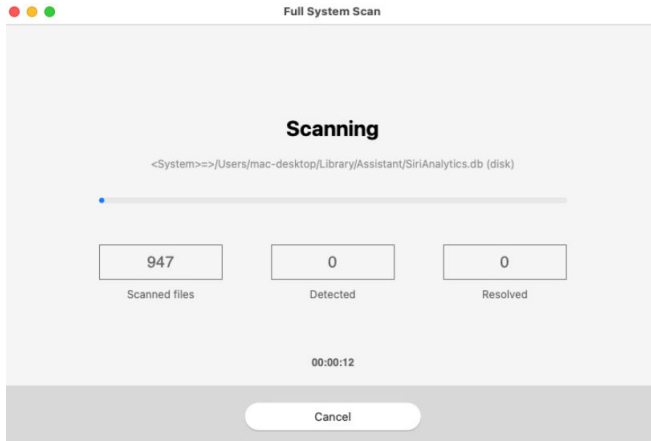 Full System Scan
Scanning
<System>=>/Users/mac-desktop/Library/Assistant/SiriAnalytics.db (disk)
947
0
0
Scanned files
Detected
Resolved
00:00:12
Cancel